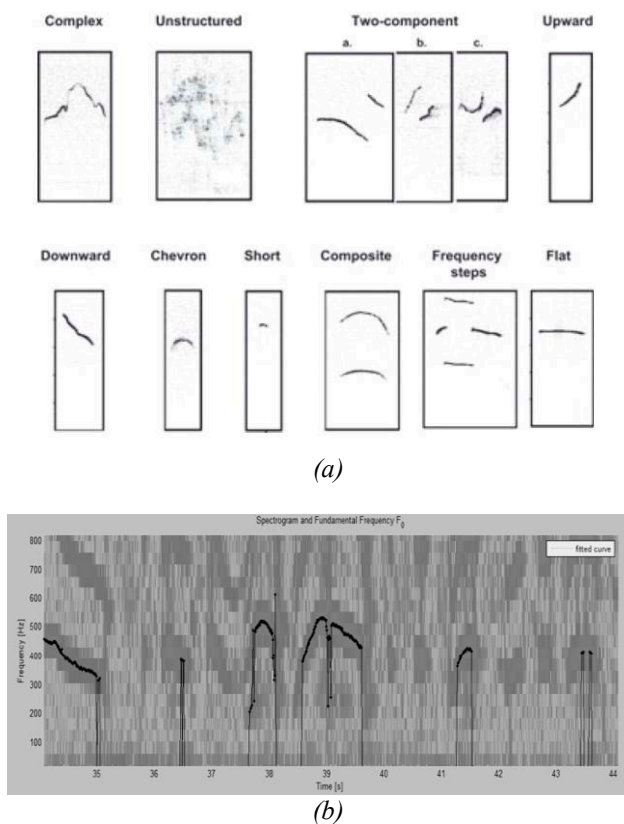 Complex Unstructured Two-component Upward
a. b. c.
Downward Chevron Short Composite Frequency steps Flat
(a)
Spectrogram and Fundamental Frequency F0
800
700
600
500
400
300
200
100
Frequency [Hz]
fitted curve
35 36 37 38 39 40 41 42 43 44
Time [s]
(b)